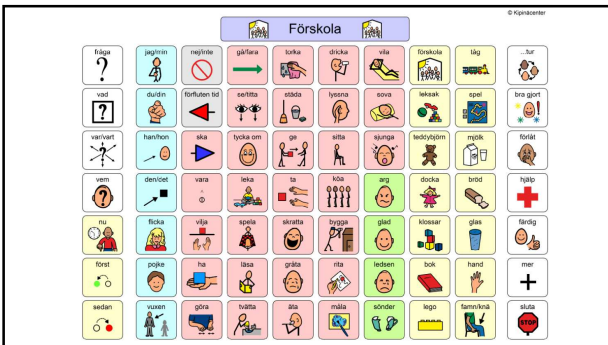 © Kipinäcenter
Förskola
fråga jag/min nej/inte gå/fara torka dricka vila förskola tåg ...tur
vad du/din förfluten tid se/titta städa lyssna sova leksak spel bra gjort
var/vart han/hon ska tycka om ge sitta sjunga teddybjörn mjölk förlåt
vem den/det vara leka ta köa arg docka bröd hjälp
nu flicka vilja spela skratta bygga glad klossar glas färdig
först pojke ha läsa gråta rita ledsen bok hand mer
sedan vuxen göra tvätta äta måla sönder lego famn/knä sluta
STOP